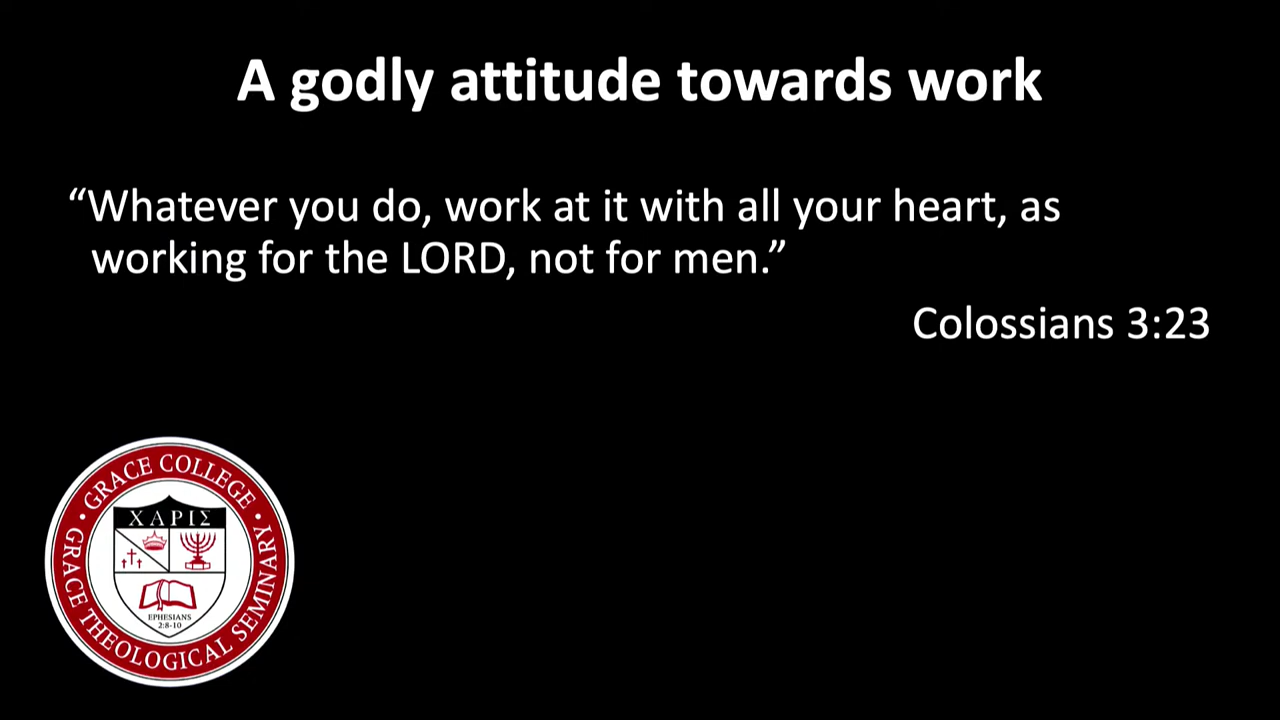 A godly attitude towards work
“Whatever you do, work at it with all your heart, as
working for the LORD, not for men.”
Colossians 3:23
· GRACE COLLEGE ·
GRACE THEOLOGICAL SEMINARY
ΧΑΡΙΣ
EPHESIANS
2:8-10